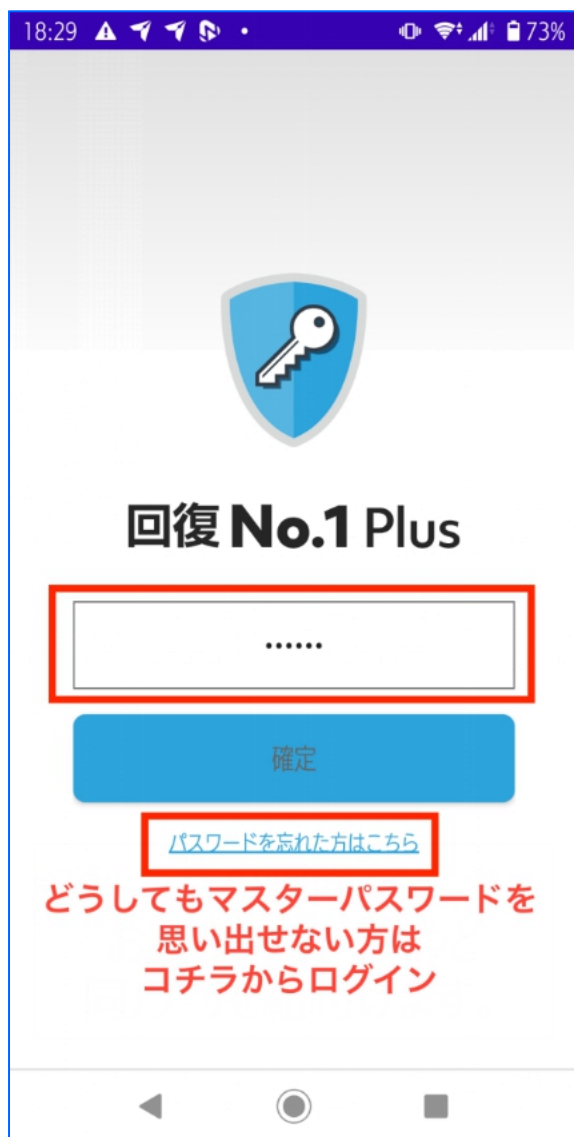 18:29
73%
回復 No.1 Plus
••••••
確定
パスワードを忘れた方はこちら
どうしてもマスターパスワードを
思い出せない方は
コチラからログイン